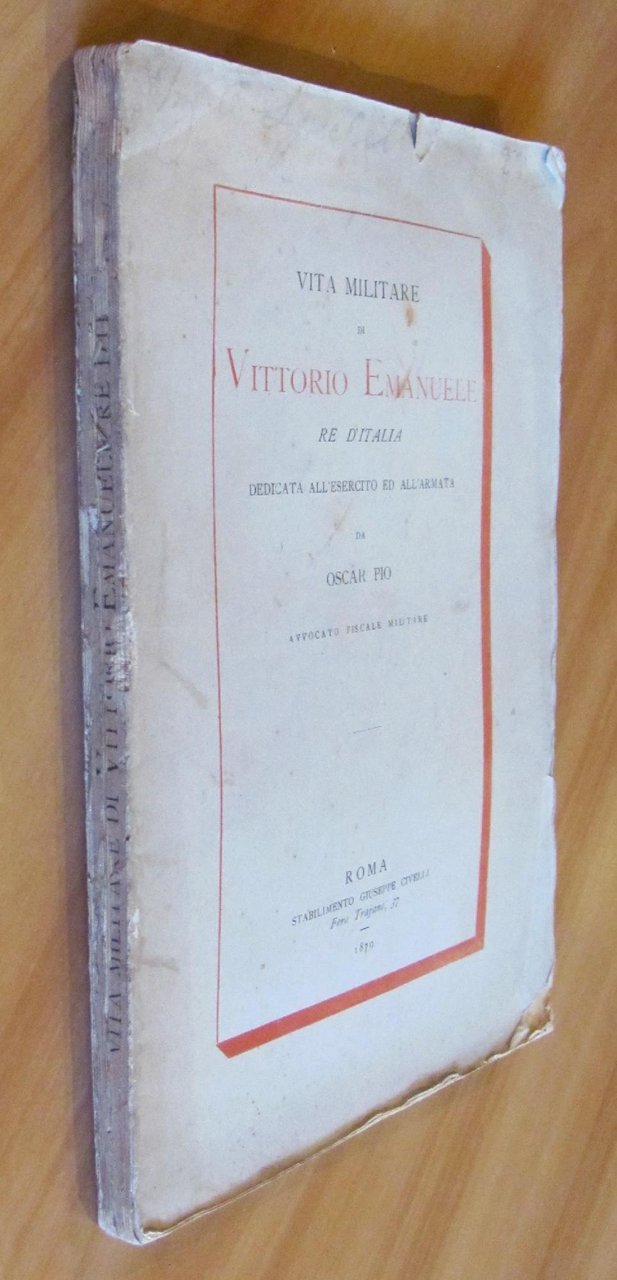 VITA MILITARE
DI
VITTORIO EMANUELE
RE D'ITALIA
DEDICATA ALL'ESERCITO ED ALL'ARMATA
DA
OSCAR PIO
AVVOCATO FISCALE MILITARE
ROMA
STABILIMENTO GIUSEPPE CIVELLI
Foro Trajano, 37
1879
VITA MILITARE DI VITTORIO EMANUELE RE D'IT